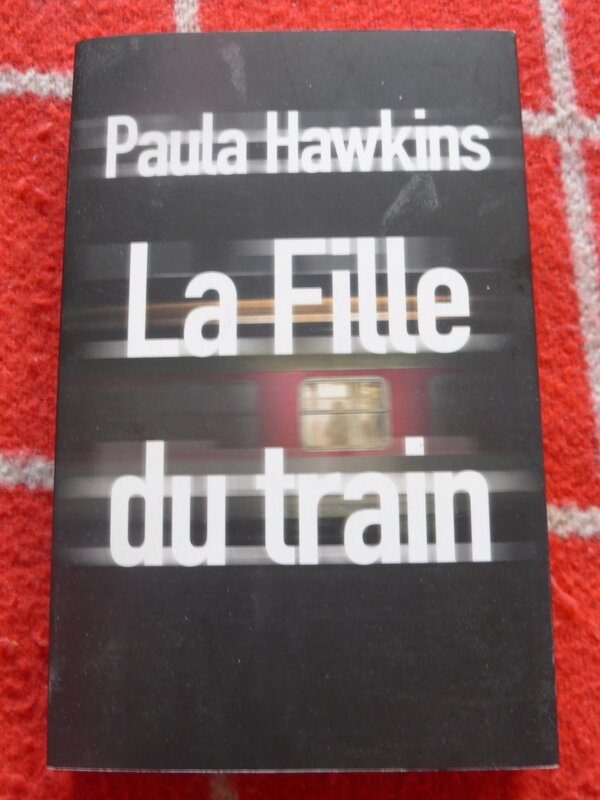 Paula Hawkins
La Fille
du train